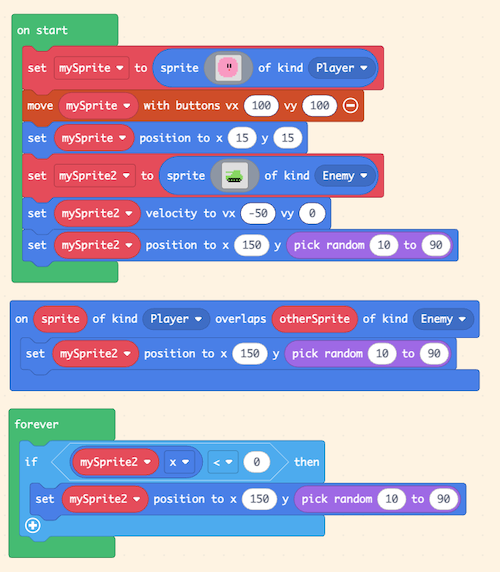 on start
set mySprite to sprite of kind Player
move mySprite with buttons vx 100 vy 100
set mySprite position to x 15 y 15
set mySprite2 to sprite of kind Enemy
set mySprite2 velocity to vx -50 vy 0
set mySprite2 position to x 150 y pick random 10 to 90
on sprite of kind Player overlaps otherSprite of kind Enemy
set mySprite2 position to x 150 y pick random 10 to 90
forever
if mySprite2 x < 0 then
set mySprite2 position to x 150 y pick random 10 to 90